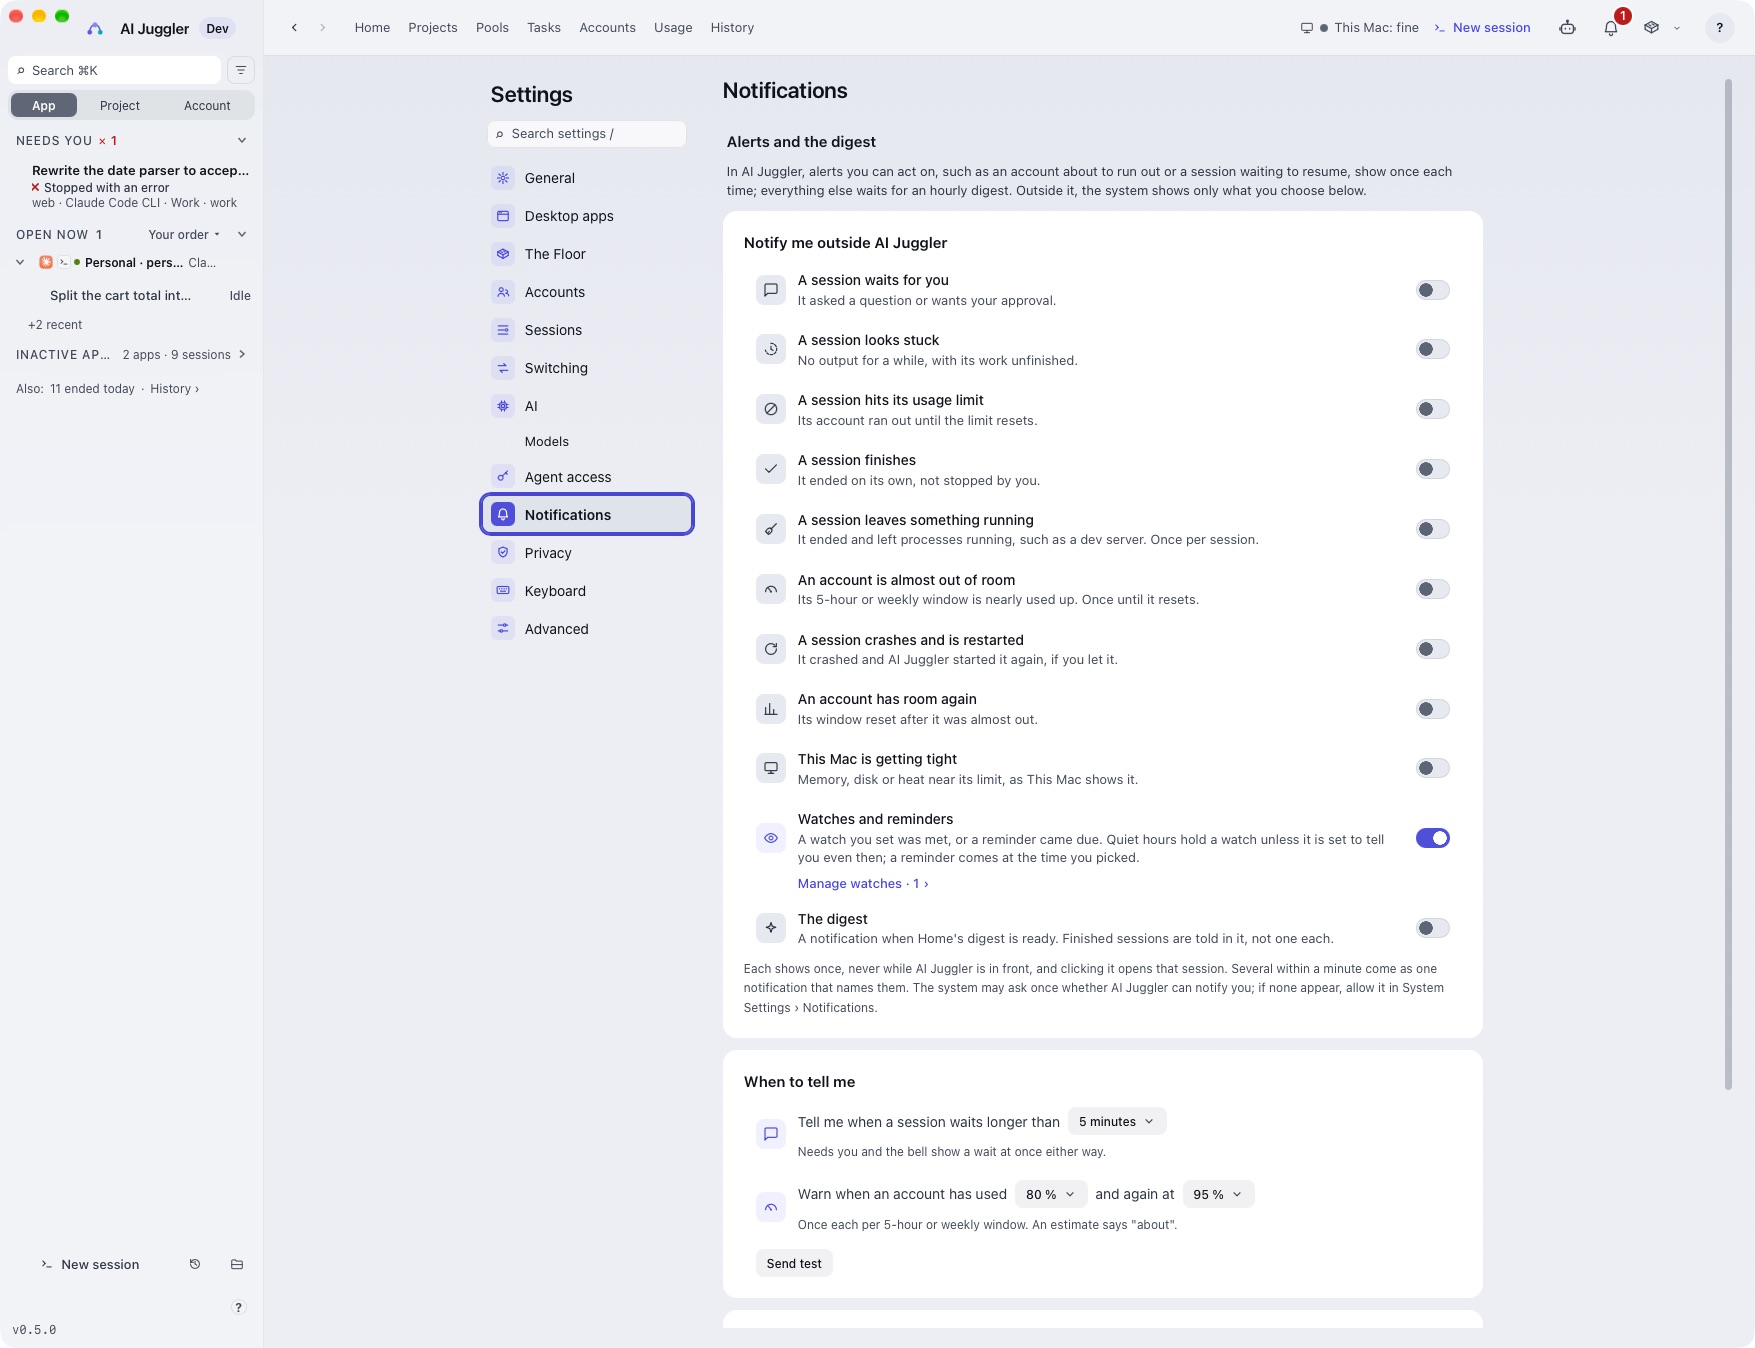 AI Juggler Dev
Search ⌘K
App Project Account
NEEDS YOU × 1
Rewrite the date parser to accep...
Stopped with an error
web · Claude Code CLI · Work · work
OPEN NOW 1 Your order
Personal · pers... Cla...
Split the cart total int... Idle
+2 recent
INACTIVE AP... 2 apps · 9 sessions
Also: 11 ended today · History ›
New session
?
v0.5.0
Home Projects Pools Tasks Accounts Usage History
This Mac: fine New session 1 ?
Settings
Search settings /
General
Desktop apps
The Floor
Accounts
Sessions
Switching
AI
Models
Agent access
Notifications
Privacy
Keyboard
Advanced
Notifications
Alerts and the digest
In AI Juggler, alerts you can act on, such as an account about to run out or a session waiting to resume, show once each
time; everything else waits for an hourly digest. Outside it, the system shows only what you choose below.
Notify me outside AI Juggler
A session waits for you
It asked a question or wants your approval.
A session looks stuck
No output for a while, with its work unfinished.
A session hits its usage limit
Its account ran out until the limit resets.
A session finishes
It ended on its own, not stopped by you.
A session leaves something running
It ended and left processes running, such as a dev server. Once per session.
An account is almost out of room
Its 5-hour or weekly window is nearly used up. Once until it resets.
A session crashes and is restarted
It crashed and AI Juggler started it again, if you let it.
An account has room again
Its window reset after it was almost out.
This Mac is getting tight
Memory, disk or heat near its limit, as This Mac shows it.
Watches and reminders
A watch you set was met, or a reminder came due. Quiet hours hold a watch unless it is set to tell
you even then; a reminder comes at the time you picked.
Manage watches · 1 ›
The digest
A notification when Home's digest is ready. Finished sessions are told in it, not one each.
Each shows once, never while AI Juggler is in front, and clicking it opens that session. Several within a minute come as one
notification that names them. The system may ask once whether AI Juggler can notify you; if none appear, allow it in System
Settings › Notifications.
When to tell me
Tell me when a session waits longer than 5 minutes
Needs you and the bell show a wait at once either way.
Warn when an account has used 80 % and again at 95 %
Once each per 5-hour or weekly window. An estimate says "about".
Send test